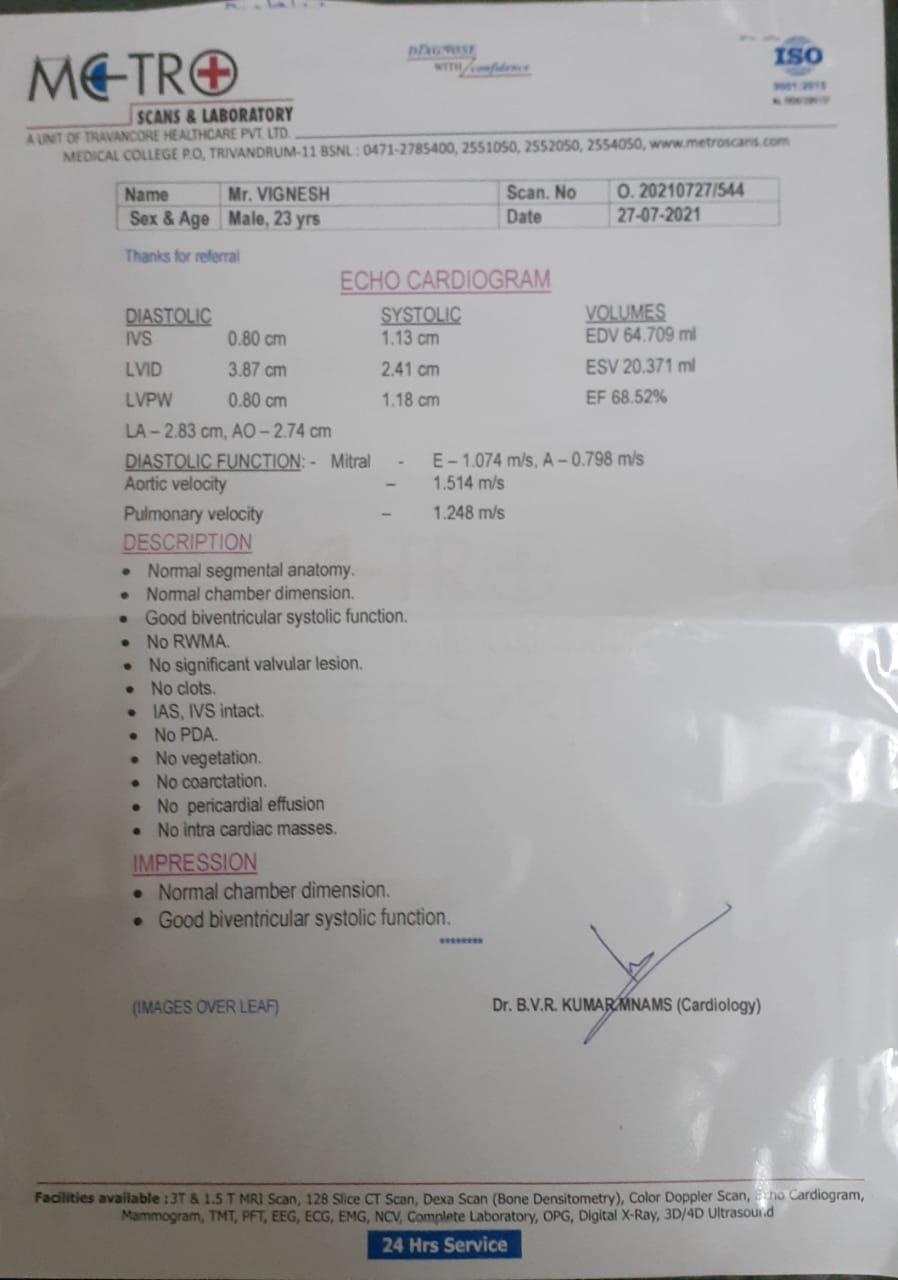 METRO
SCANS & LABORATORY
A UNIT OF TRAVANCORE HEALTHCARE PVT. LTD.
MEDICAL COLLEGE P.O, TRIVANDRUM-11 BSNL : 0471-2785400, 2551050, 2552050, 2554050, www.metroscans.com
DIAGNOSE
WITH confidence
ISO
9001:2015
Name Mr. VIGNESH Scan. No O. 20210727/544
Sex & Age Male, 23 yrs Date 27-07-2021
Thanks for referral
ECHO CARDIOGRAM
DIASTOLIC SYSTOLIC VOLUMES
IVS 0.80 cm 1.13 cm EDV 64.709 ml
LVID 3.87 cm 2.41 cm ESV 20.371 ml
LVPW 0.80 cm 1.18 cm EF 68.52%
LA – 2.83 cm, AO – 2.74 cm
DIASTOLIC FUNCTION: - Mitral - E – 1.074 m/s, A – 0.798 m/s
Aortic velocity – 1.514 m/s
Pulmonary velocity – 1.248 m/s
DESCRIPTION
• Normal segmental anatomy.
• Normal chamber dimension.
• Good biventricular systolic function.
• No RWMA.
• No significant valvular lesion.
• No clots.
• IAS, IVS intact.
• No PDA.
• No vegetation.
• No coarctation.
• No pericardial effusion
• No intra cardiac masses.
IMPRESSION
• Normal chamber dimension.
• Good biventricular systolic function.
********
(IMAGES OVER LEAF) Dr. B.V.R. KUMAR MNAMS (Cardiology)
Facilities available : 3T & 1.5 T MRI Scan, 128 Slice CT Scan, Dexa Scan (Bone Densitometry), Color Doppler Scan, Echo Cardiogram,
Mammogram, TMT, PFT, EEG, ECG, EMG, NCV, Complete Laboratory, OPG, Digital X-Ray, 3D/4D Ultrasound
24 Hrs Service